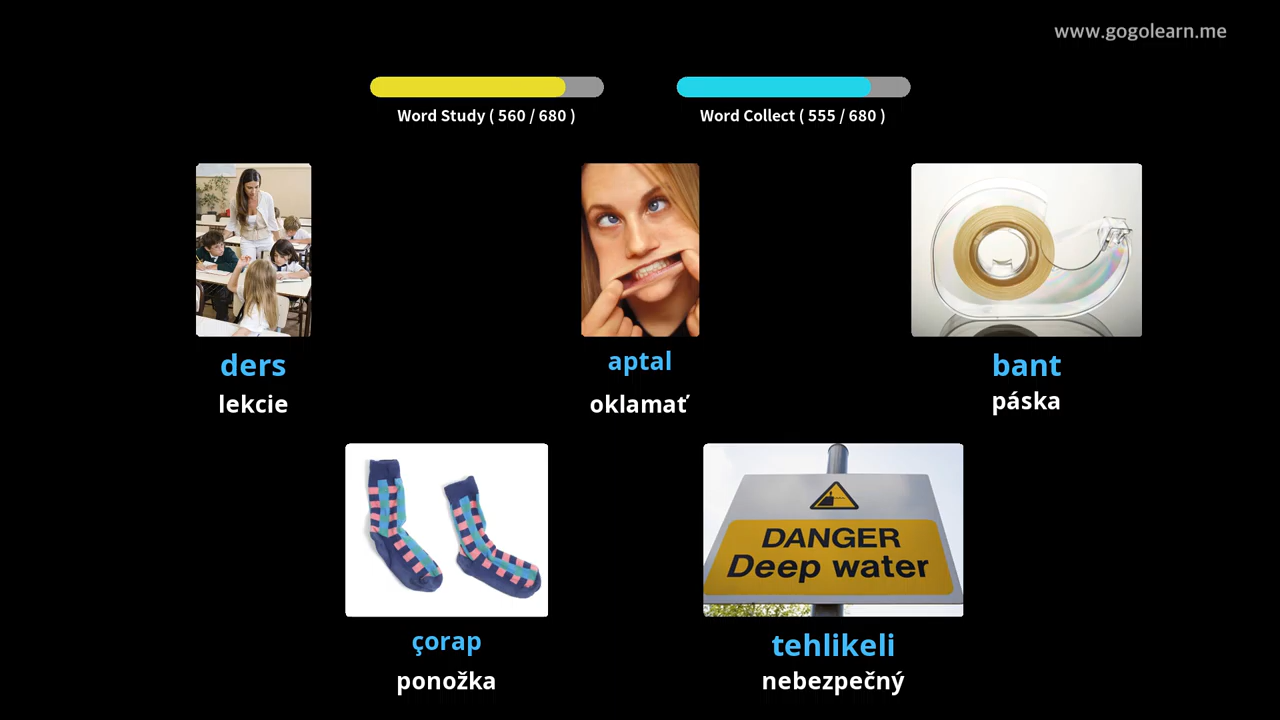 www.gogolearn.me
Word Study ( 560 / 680 )
Word Collect ( 555 / 680 )
ders
lekcie
aptal
oklamať
bant
páska
çorap
ponožka
DANGER
Deep water
tehlikeli
nebezpečný